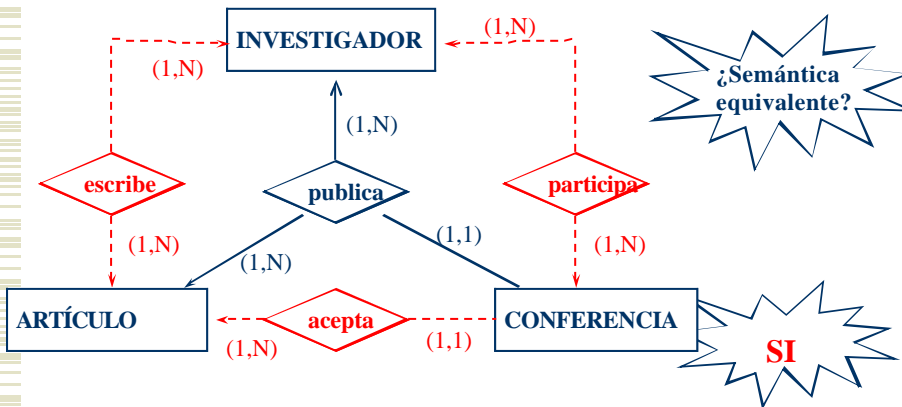 INVESTIGADOR
(1,N)
(1,N)
¿Semántica
equivalente?
(1,N)
escribe
publica
participa
(1,N)
(1,N)
(1,1)
(1,N)
ARTÍCULO
acepta
CONFERENCIA
(1,N)
(1,1)
SI